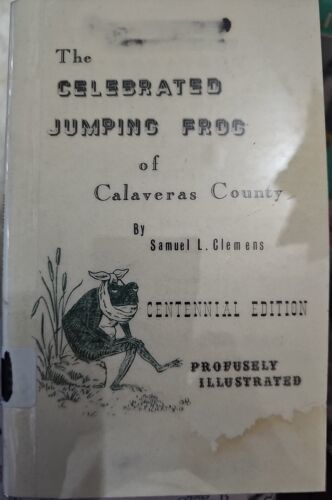 The
CELEBRATED
JUMPING FROG
of
Calaveras County
By
Samuel L. Clemens
CENTENNIAL EDITION
PROFUSELY
ILLUSTRATED